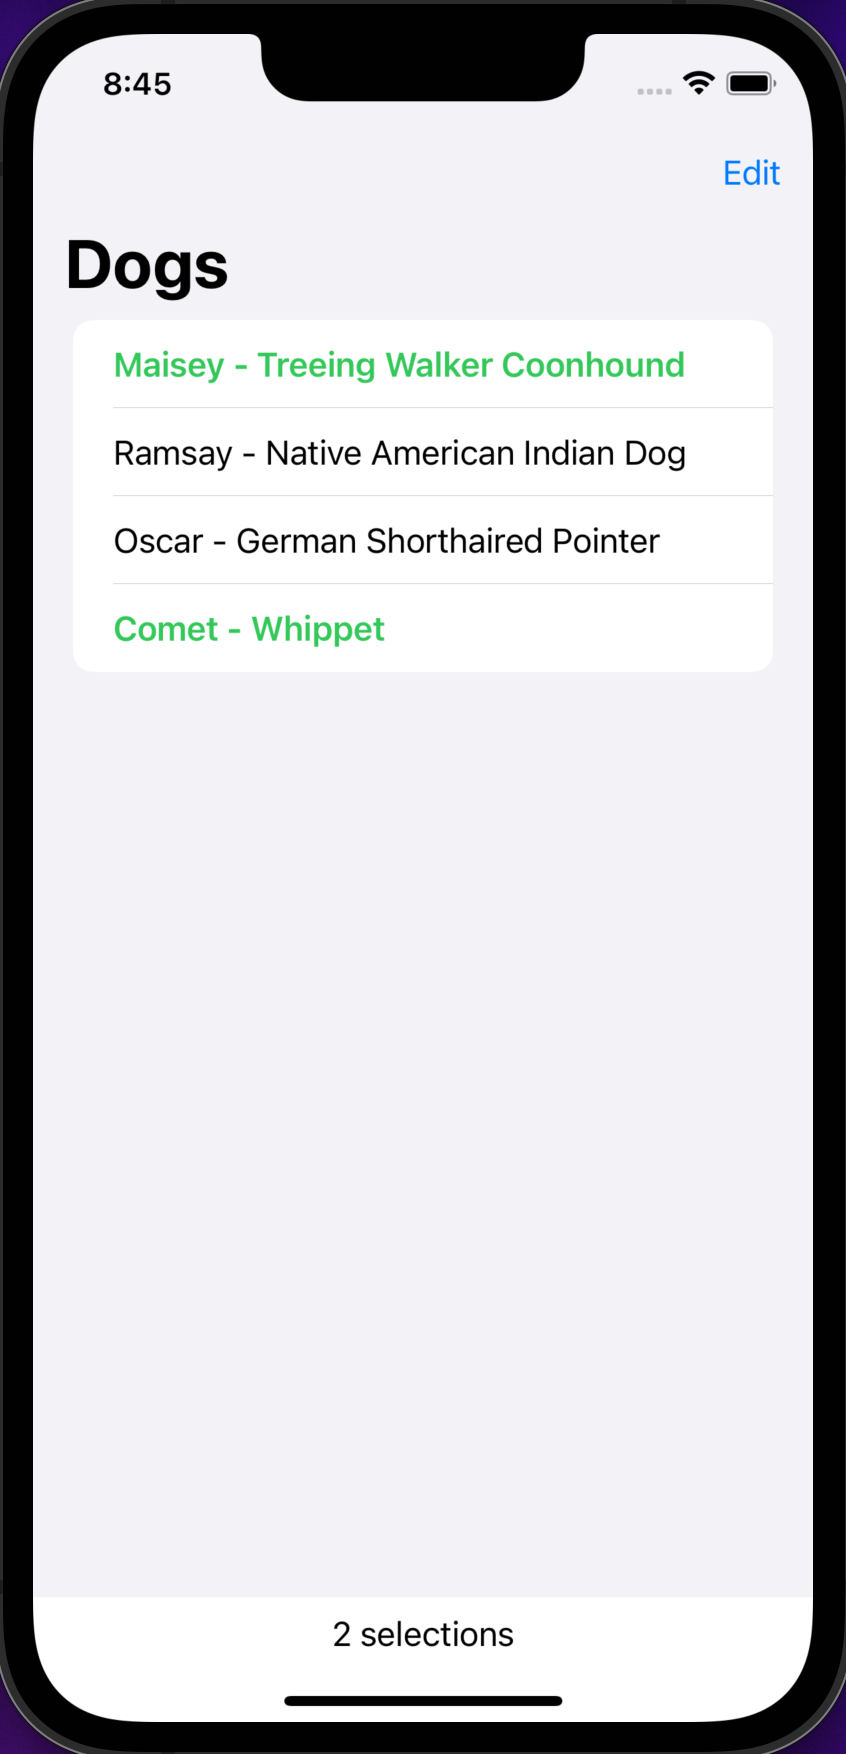 8:45
Edit
Dogs
Maisey - Treeing Walker Coonhound
Ramsay - Native American Indian Dog
Oscar - German Shorthaired Pointer
Comet - Whippet
2 selections